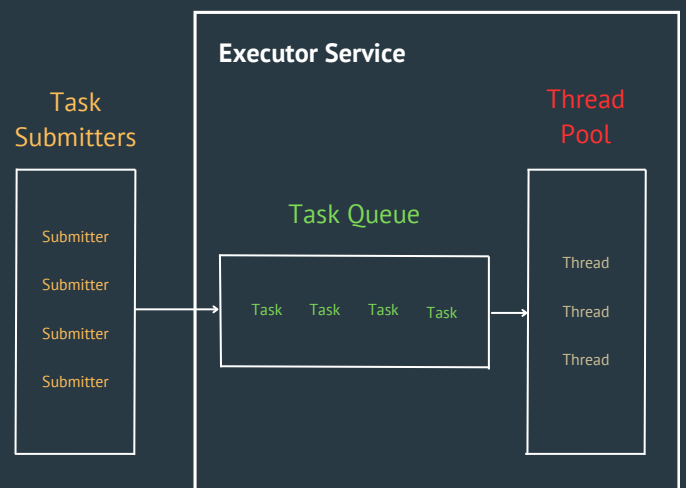 Executor Service
Task
Submitters
Submitter
Submitter
Submitter
Submitter
Task Queue
Task Task Task Task
Thread
Pool
Thread
Thread
Thread